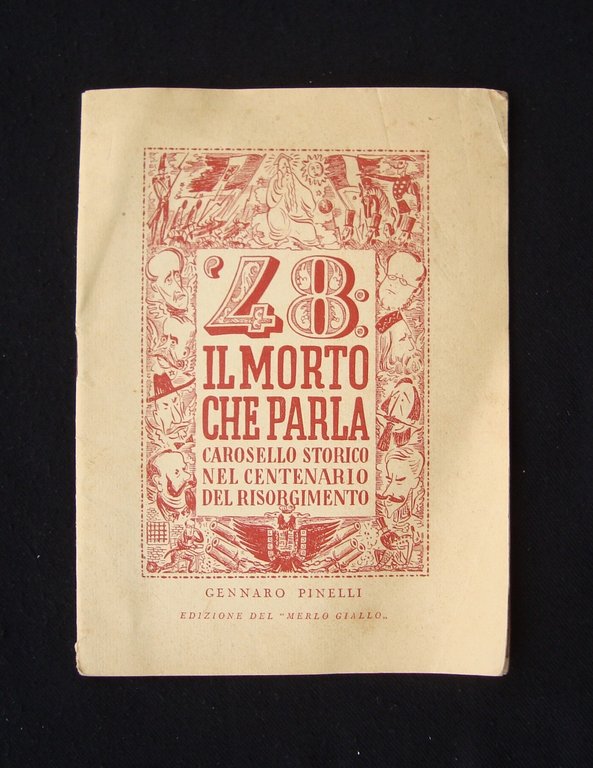 '48:
IL MORTO
CHE PARLA
CAROSELLO STORICO
NEL CENTENARIO
DEL RISORGIMENTO
GENNARO PINELLI
EDIZIONE DEL "MERLO GIALLO„